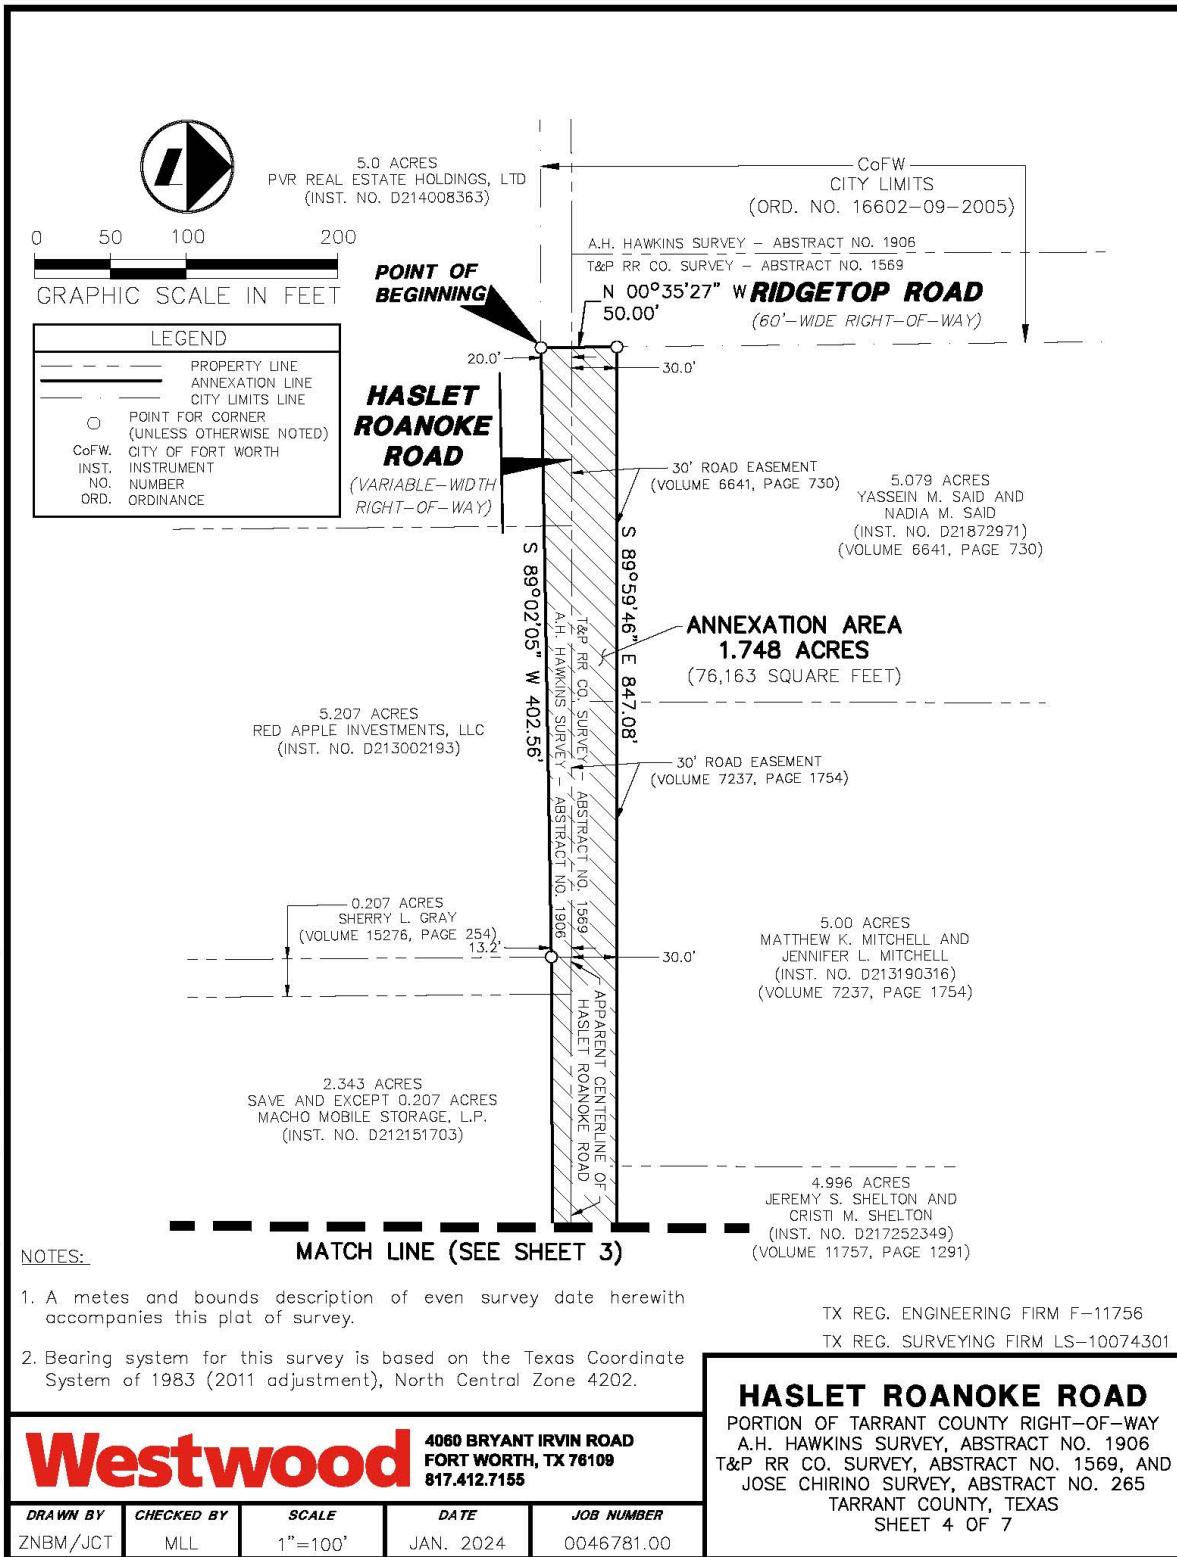 5.0 ACRES
PVR REAL ESTATE HOLDINGS, LTD
(INST. NO. D214008363)
CoFW
CITY LIMITS
(ORD. NO. 16602-09-2005)
0 50 100 200
GRAPHIC SCALE IN FEET
A.H. HAWKINS SURVEY - ABSTRACT NO. 1906
T&P RR CO. SURVEY - ABSTRACT NO. 1569
POINT OF
BEGINNING
N 00°35'27" W
50.00'
RIDGETOP ROAD
(60'-WIDE RIGHT-OF-WAY)
LEGEND
PROPERTY LINE
ANNEXATION LINE
CITY LIMITS LINE
POINT FOR CORNER
(UNLESS OTHERWISE NOTED)
CoFW. CITY OF FORT WORTH
INST. INSTRUMENT
NO. NUMBER
ORD. ORDINANCE
20.0'
30.0'
HASLET
ROANOKE
ROAD
(VARIABLE-WIDTH
RIGHT-OF-WAY)
30' ROAD EASEMENT
(VOLUME 6641, PAGE 730)
5.079 ACRES
YASSEIN M. SAID AND
NADIA M. SAID
(INST. NO. D21872971)
(VOLUME 6641, PAGE 730)
S 89°02'05" W 402.56'
S 89°59'46" E 847.08'
A.H. HAWKINS SURVEY - ABSTRACT NO. 1906
T&P RR CO. SURVEY - ABSTRACT NO. 1569
ANNEXATION AREA
1.748 ACRES
(76,163 SQUARE FEET)
5.207 ACRES
RED APPLE INVESTMENTS, LLC
(INST. NO. D213002193)
30' ROAD EASEMENT
(VOLUME 7237, PAGE 1754)
0.207 ACRES
SHERRY L. GRAY
(VOLUME 15276, PAGE 254)
13.2'
30.0'
5.00 ACRES
MATTHEW K. MITCHELL AND
JENNIFER L. MITCHELL
(INST. NO. D213190316)
(VOLUME 7237, PAGE 1754)
APPARENT CENTERLINE OF
HASLET ROANOKE ROAD
2.343 ACRES
SAVE AND EXCEPT 0.207 ACRES
MACHO MOBILE STORAGE, L.P.
(INST. NO. D212151703)
4.996 ACRES
JEREMY S. SHELTON AND
CRISTI M. SHELTON
(INST. NO. D217252349)
(VOLUME 11757, PAGE 1291)
MATCH LINE (SEE SHEET 3)
NOTES:
1. A metes and bounds description of even survey date herewith
accompanies this plat of survey.
2. Bearing system for this survey is based on the Texas Coordinate
System of 1983 (2011 adjustment), North Central Zone 4202.
TX REG. ENGINEERING FIRM F-11756
TX REG. SURVEYING FIRM LS-10074301
Westwood
4060 BRYANT IRVIN ROAD
FORT WORTH, TX 76109
817.412.7155
DRAWN BY CHECKED BY SCALE DATE JOB NUMBER
ZNBM/JCT MLL 1"=100' JAN. 2024 0046781.00
HASLET ROANOKE ROAD
PORTION OF TARRANT COUNTY RIGHT-OF-WAY
A.H. HAWKINS SURVEY, ABSTRACT NO. 1906
T&P RR CO. SURVEY, ABSTRACT NO. 1569, AND
JOSE CHIRINO SURVEY, ABSTRACT NO. 265
TARRANT COUNTY, TEXAS
SHEET 4 OF 7